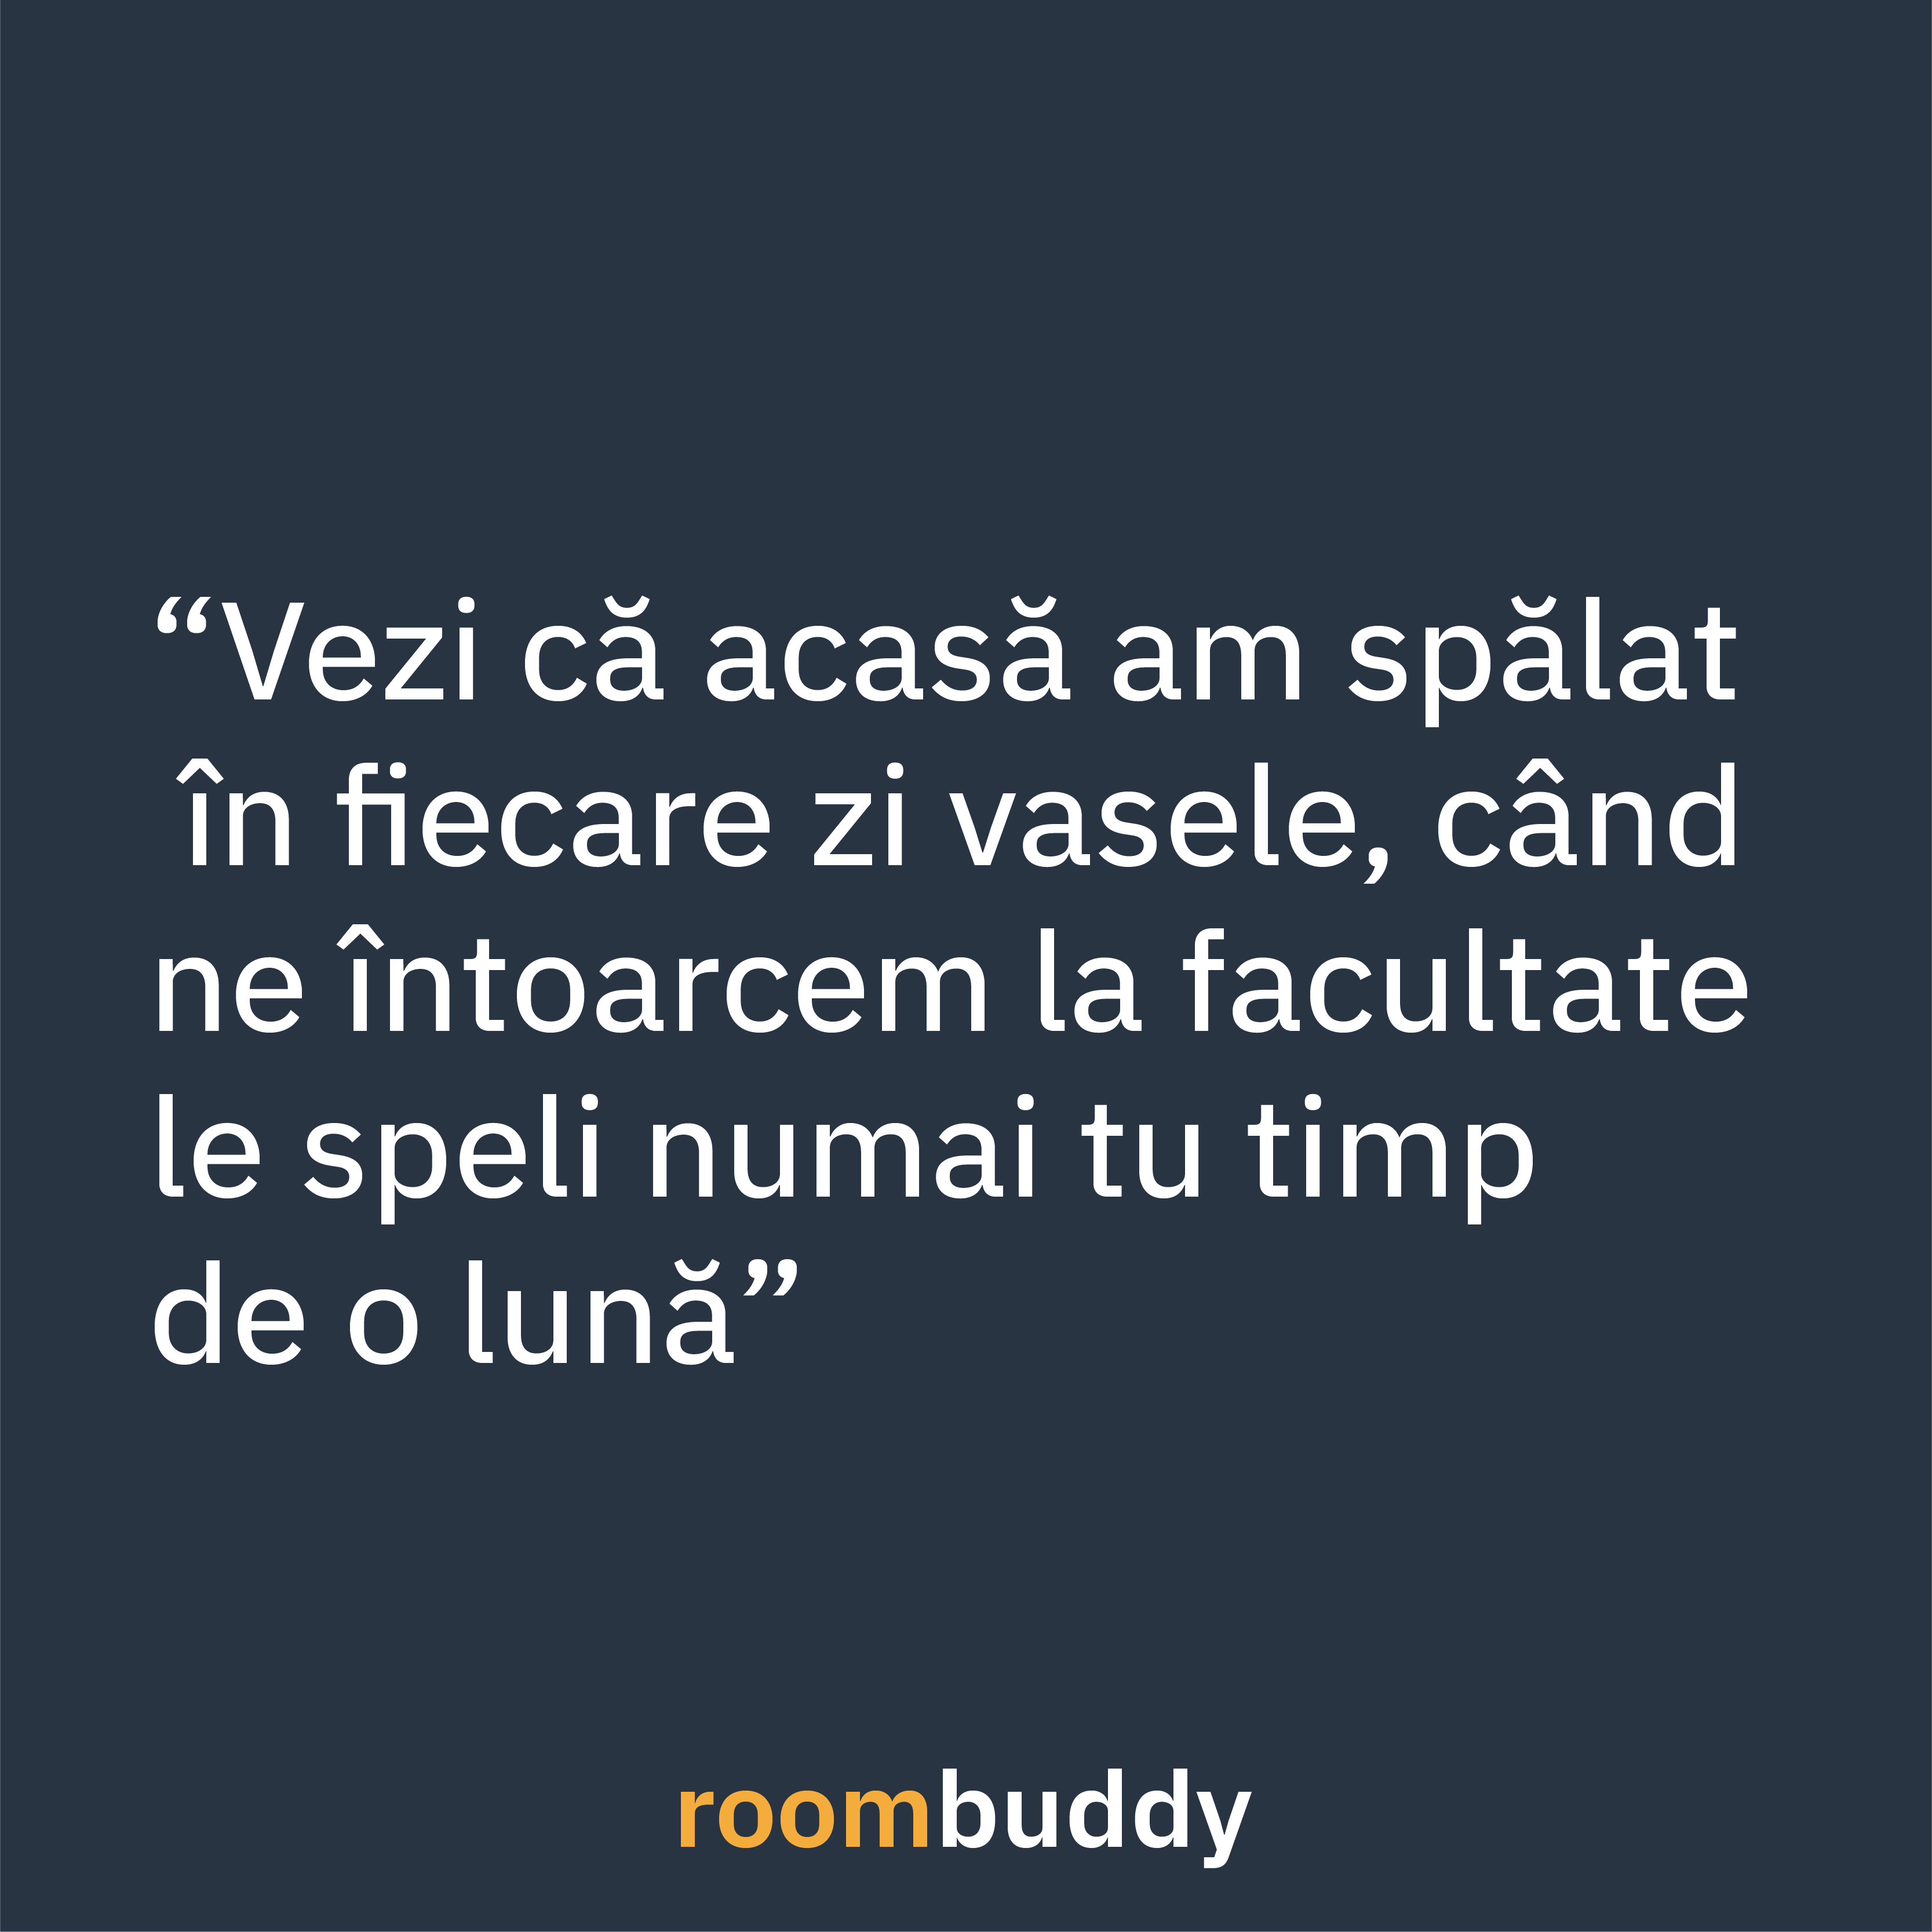 “Vezi că acasă am spălat
în fiecare zi vasele, când
ne întoarcem la facultate
le speli numai tu timp
de o lună”
roombuddy